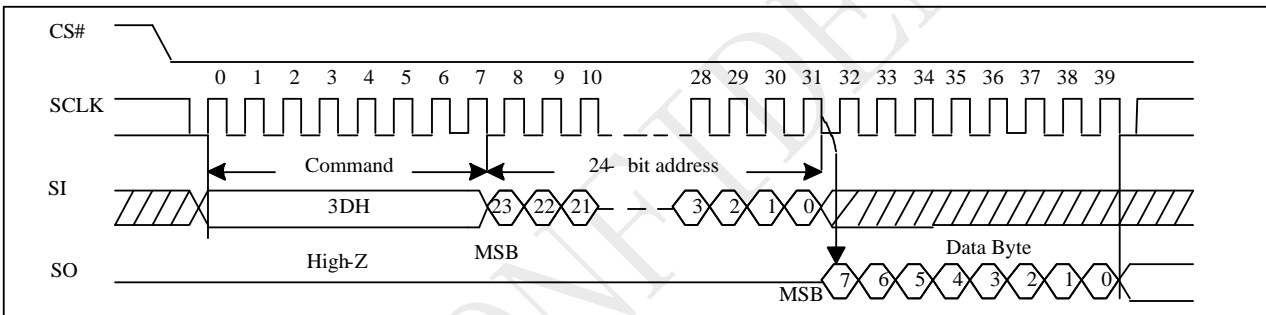 CS#
0 1 2 3 4 5 6 7 8 9 10 28 29 30 31 32 33 34 35 36 37 38 39
SCLK
Command 24- bit address
SI
3DH 23 22 21 3 2 1 0
High-Z MSB Data Byte
SO
MSB 7 6 5 4 3 2 1 0